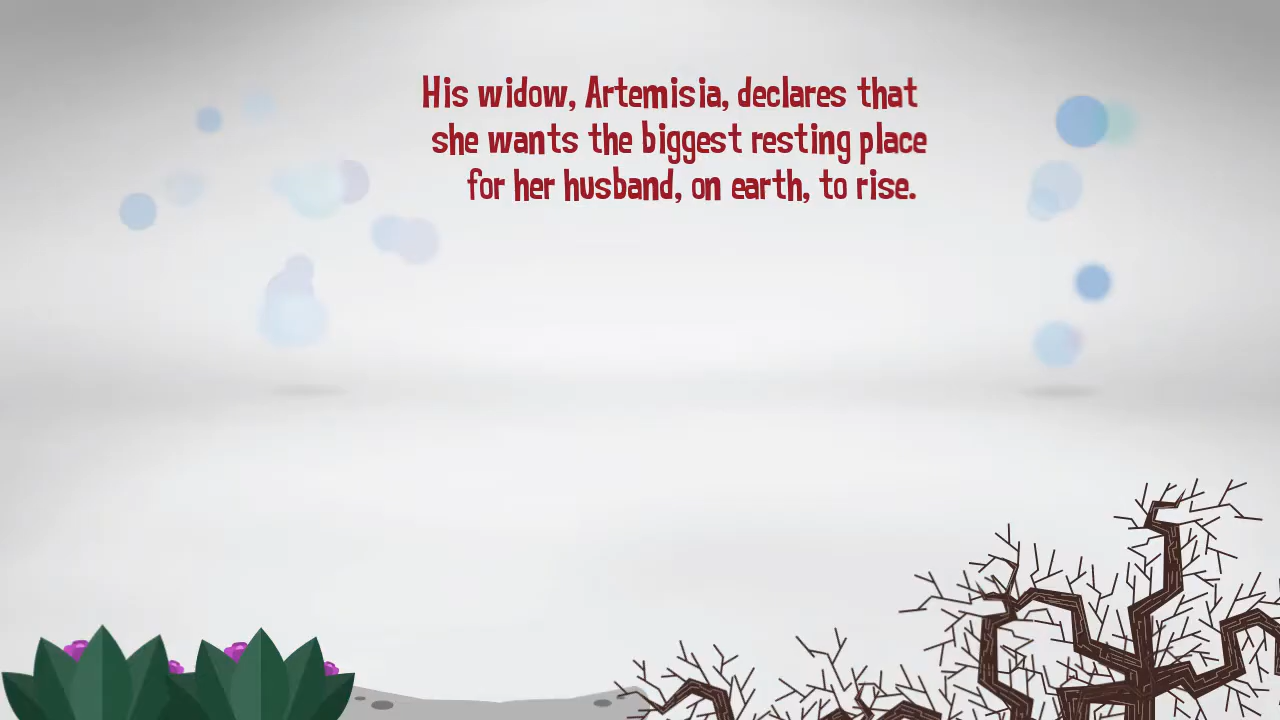 His widow, Artemisia, declares that
she wants the biggest resting place
for her husband, on earth, to rise.